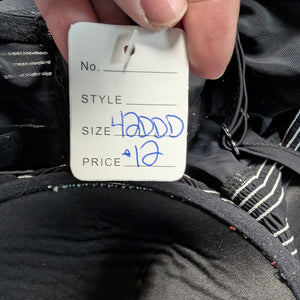 No.
STYLE
SIZE 42DDD
PRICE $12